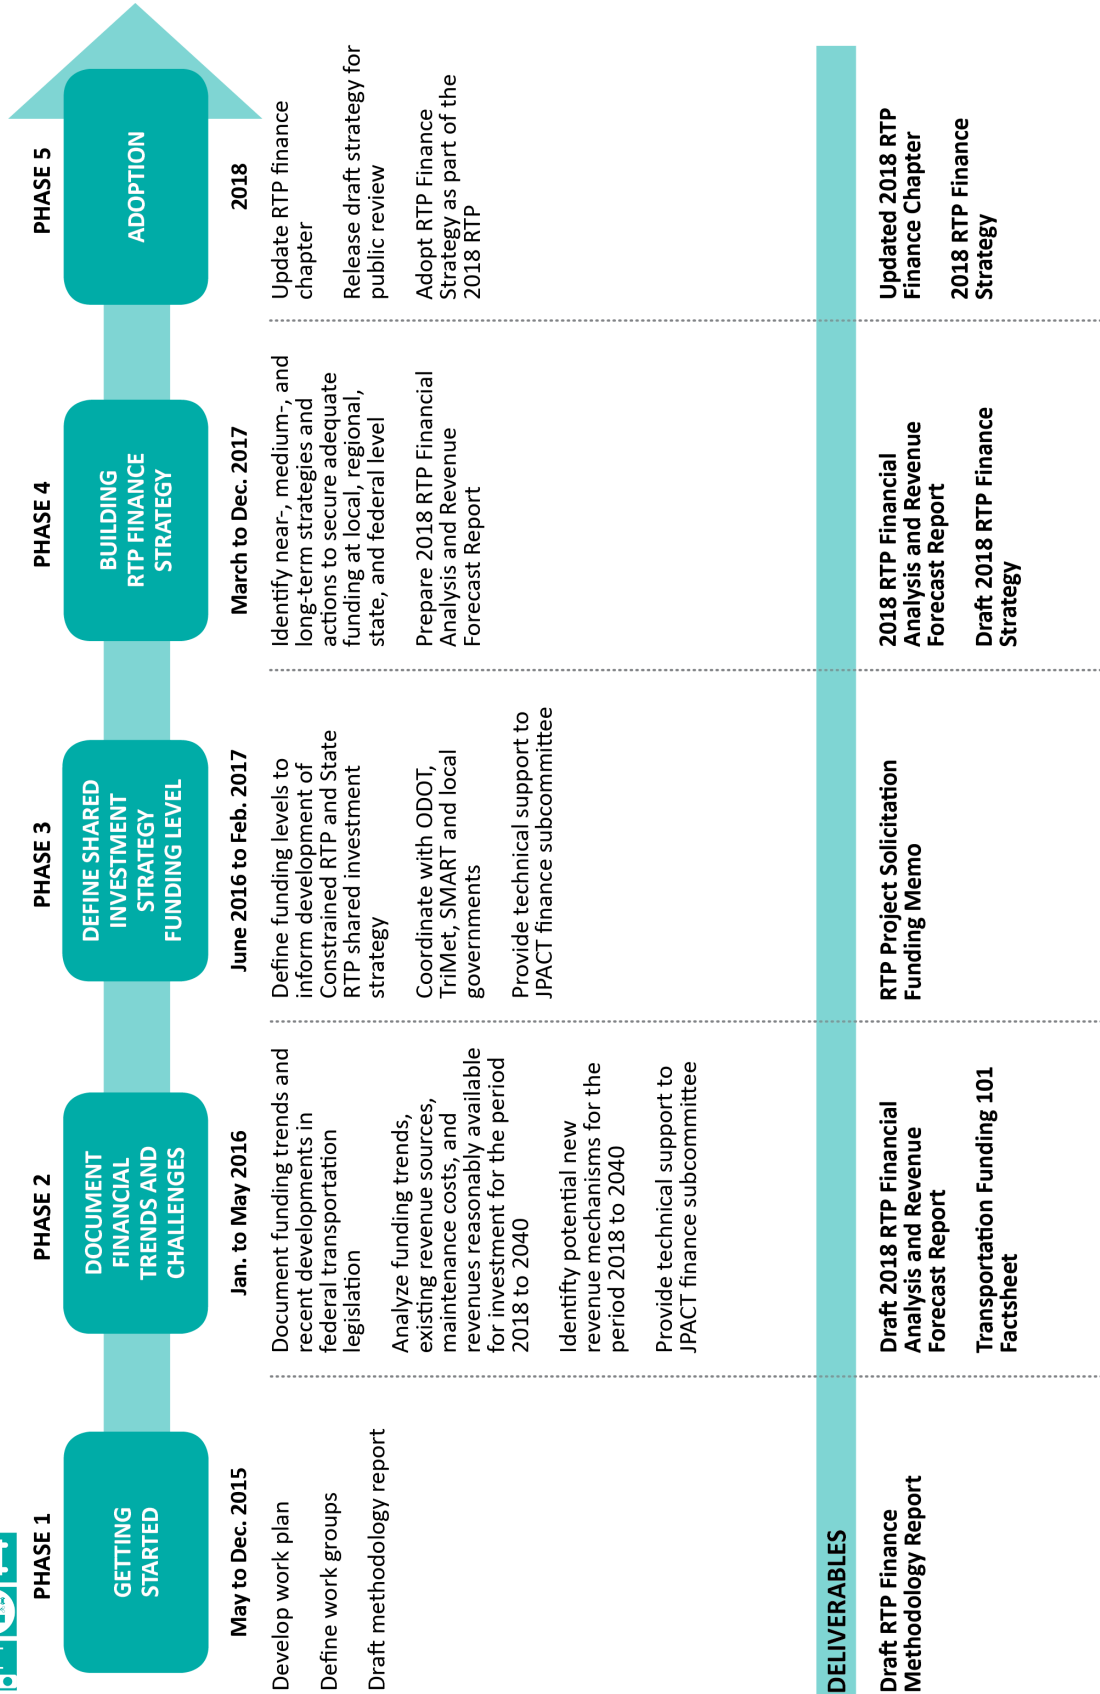 PHASE 1
GETTING
STARTED
May to Dec. 2015
Develop work plan
Define work groups
Draft methodology report
PHASE 2
DOCUMENT
FINANCIAL
TRENDS AND
CHALLENGES
Jan. to May 2016
Document funding trends and
recent developments in
federal transportation
legislation
Analyze funding trends,
existing revenue sources,
maintenance costs, and
revenues reasonably available
for investment for the period
2018 to 2040
Identifty potential new
revenue mechanisms for the
period 2018 to 2040
Provide technical support to
JPACT finance subcommittee
PHASE 3
DEFINE SHARED
INVESTMENT
STRATEGY
FUNDING LEVEL
June 2016 to Feb. 2017
Define funding levels to
inform development of
Constrained RTP and State
RTP shared investment
strategy
Coordinate with ODOT,
TriMet, SMART and local
governments
Provide technical support to
JPACT finance subcommittee
PHASE 4
BUILDING
RTP FINANCE
STRATEGY
March to Dec. 2017
Identify near-, medium-, and
long-term strategies and
actions to secure adequate
funding at local, regional,
state, and federal level
Prepare 2018 RTP Financial
Analysis and Revenue
Forecast Report
PHASE 5
ADOPTION
2018
Update RTP finance
chapter
Release draft strategy for
public review
Adopt RTP Finance
Strategy as part of the
2018 RTP
DELIVERABLES
Draft RTP Finance
Methodology Report
Draft 2018 RTP Financial
Analysis and Revenue
Forecast Report
Transportation Funding 101
Factsheet
RTP Project Solicitation
Funding Memo
2018 RTP Financial
Analysis and Revenue
Forecast Report
Draft 2018 RTP Finance
Strategy
Updated 2018 RTP
Finance Chapter
2018 RTP Finance
Strategy